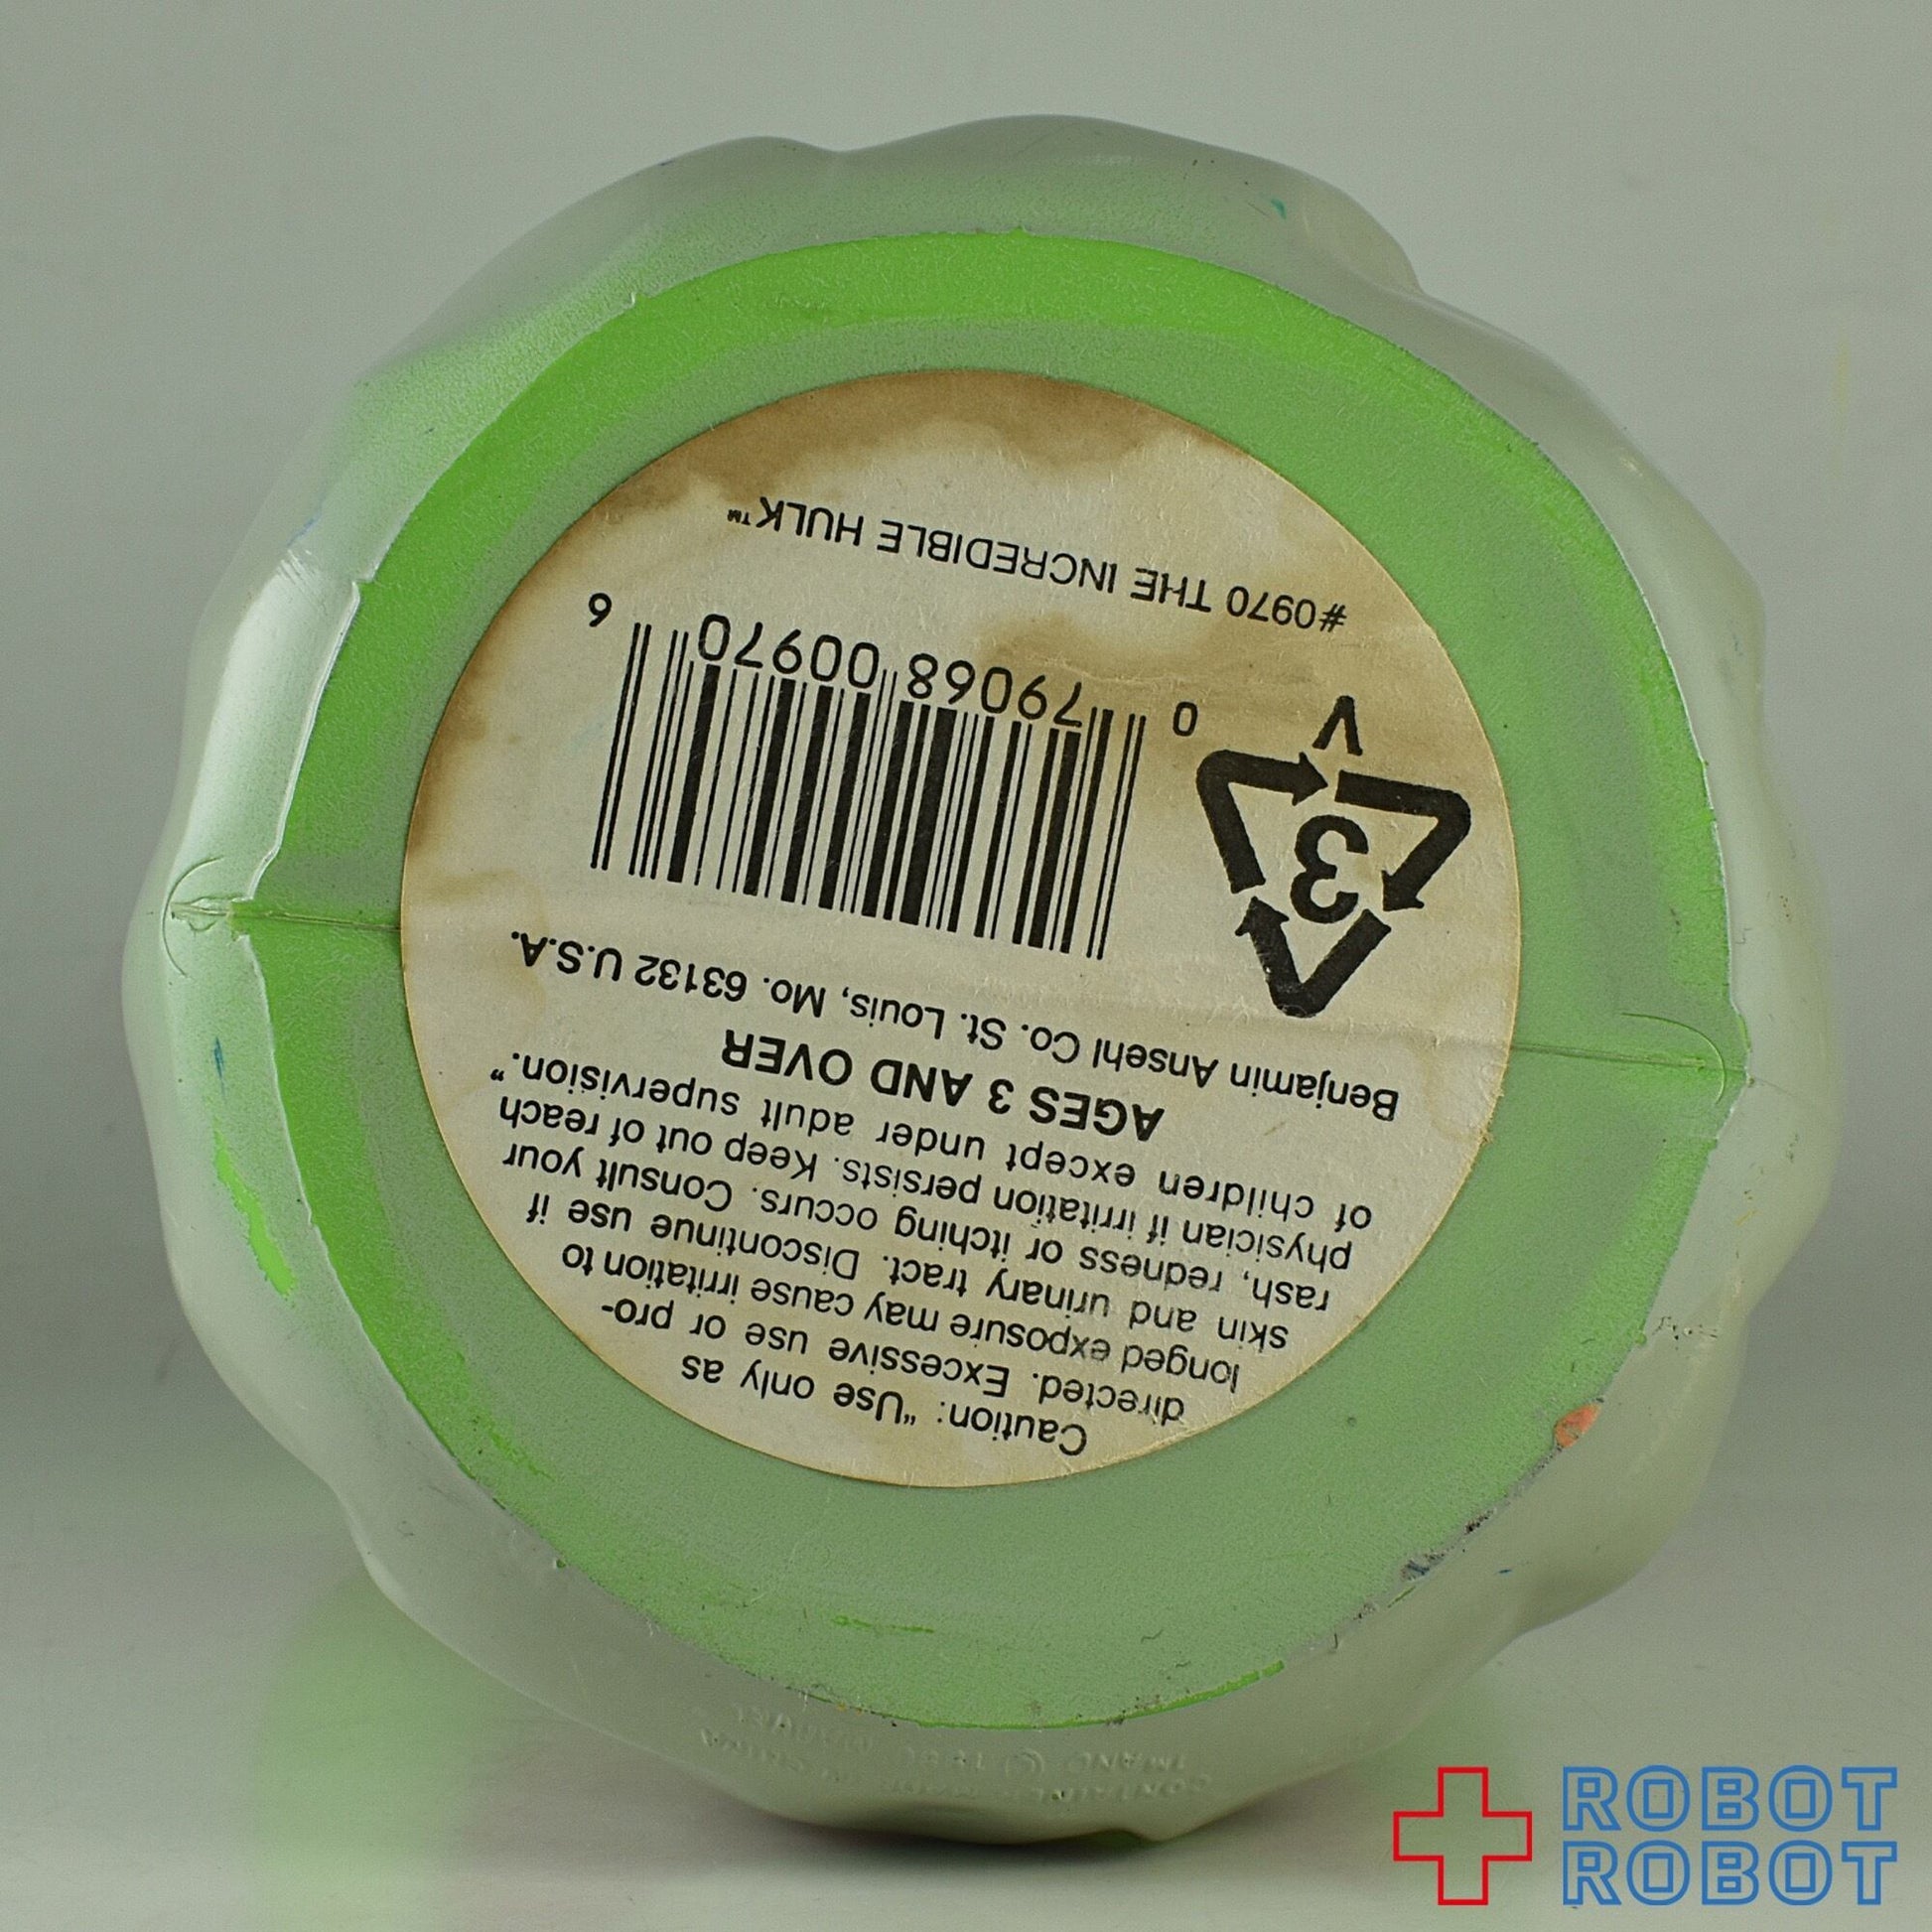 Caution: "Use only as
directed. Excessive use or pro-
longed exposure may cause irritation to
skin and urinary tract. Discontinue use if
rash, redness or itching occurs. Consult your
physician if irritation persists. Keep out of reach
of children except under adult supervision."
AGES 3 AND OVER
Benjamin Ansehl Co. St. Louis, Mo. 63132 U.S.A.
3
V
0 79068 00970 6
#0970 THE INCREDIBLE HULK™
ROBOT
ROBOT